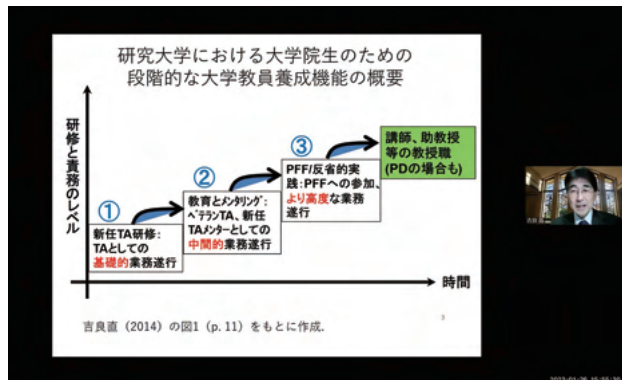 研究大学における大学院生のための
段階的な大学教員養成機能の概要
研修と責務のレベル
①
新任TA研修:
TAとしての
基礎的業務遂行
②
教育とメンタリング:
ベテランTA、新任
TAメンターとしての
中間的業務遂行
③
PFF/反省的実
践:PFFへの参加、
より高度な業務
遂行
講師、助教授
等の教授職
(PDの場合も)
時間
吉良直(2014)の図1(p.11)をもとに作成.
3